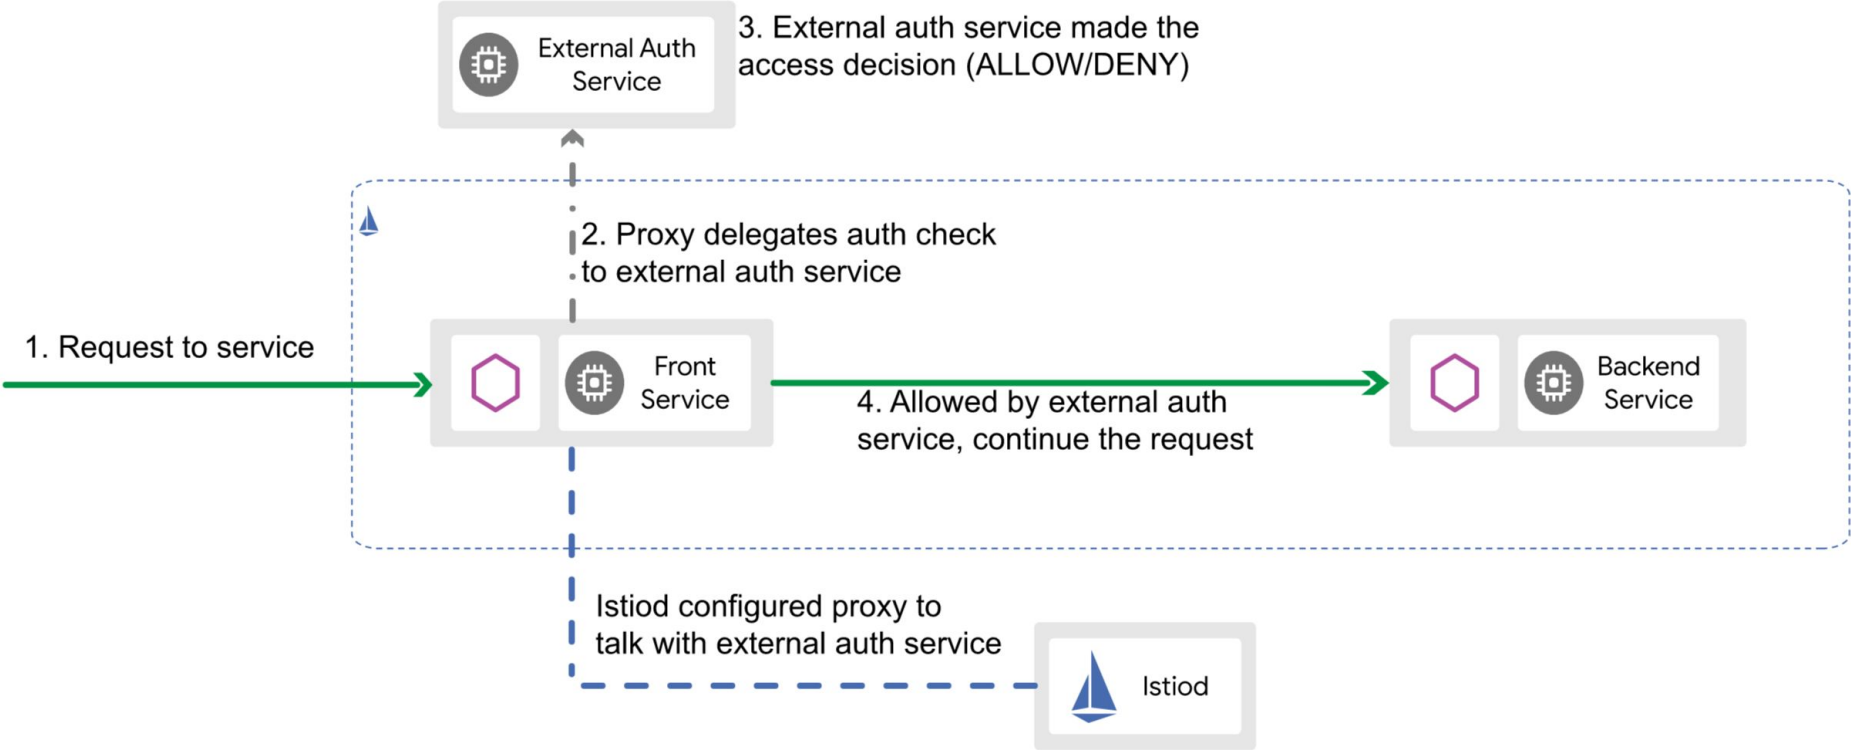 External Auth
Service
3. External auth service made the
access decision (ALLOW/DENY)
2. Proxy delegates auth check
to external auth service
1. Request to service
Front
Service
4. Allowed by external auth
service, continue the request
Backend
Service
Istiod configured proxy to
talk with external auth service
Istiod